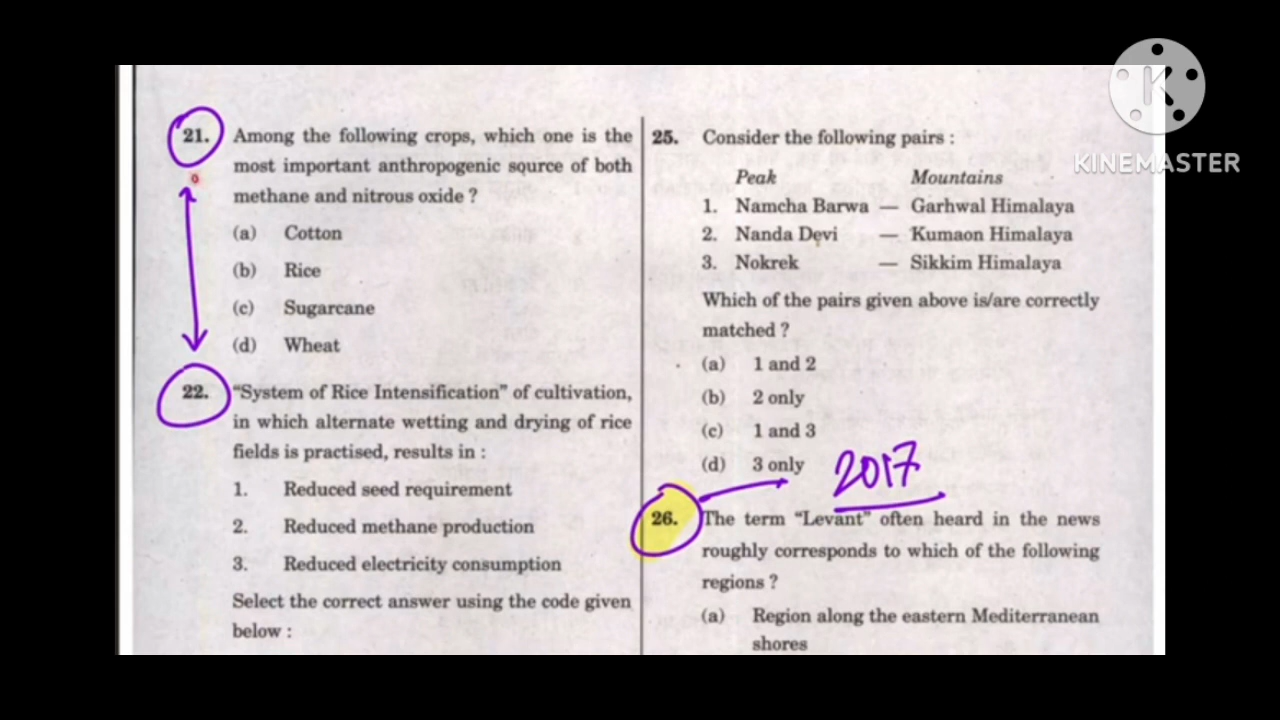 21. Among the following crops, which one is the
most important anthropogenic source of both
methane and nitrous oxide ?
(a) Cotton
(b) Rice
(c) Sugarcane
(d) Wheat
22. "System of Rice Intensification" of cultivation,
in which alternate wetting and drying of rice
fields is practised, results in :
1. Reduced seed requirement
2. Reduced methane production
3. Reduced electricity consumption
Select the correct answer using the code given
below :
25. Consider the following pairs :
Peak Mountains
1. Namcha Barwa — Garhwal Himalaya
2. Nanda Devi — Kumaon Himalaya
3. Nokrek — Sikkim Himalaya
Which of the pairs given above is/are correctly
matched ?
(a) 1 and 2
(b) 2 only
(c) 1 and 3
(d) 3 only
2017
26. The term "Levant" often heard in the news
roughly corresponds to which of the following
regions ?
(a) Region along the eastern Mediterranean
shores
K
KINEMASTER